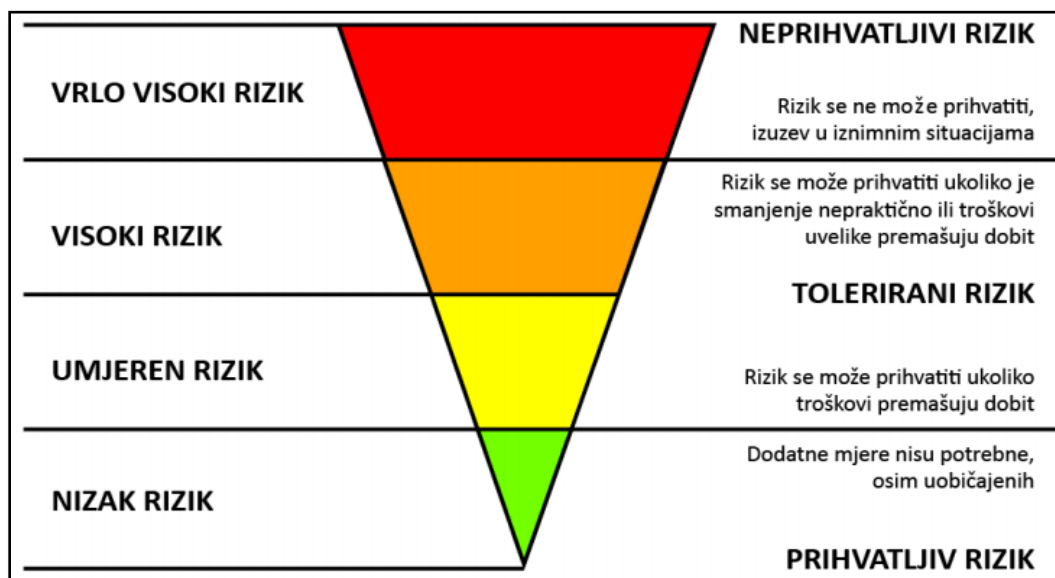 NEPRIHVATLJIVI RIZIK
VRLO VISOKI RIZIK
Rizik se ne može prihvatiti,
izuzev u iznimnim situacijama
Rizik se može prihvatiti ukoliko je
smanjenje nepraktično ili troškovi
uvelike premašuju dobit
VISOKI RIZIK
TOLERIRANI RIZIK
UMJEREN RIZIK
Rizik se može prihvatiti ukoliko
troškovi premašuju dobit
Dodatne mjere nisu potrebne,
osim uobičajenih
NIZAK RIZIK
PRIHVATLJIV RIZIK